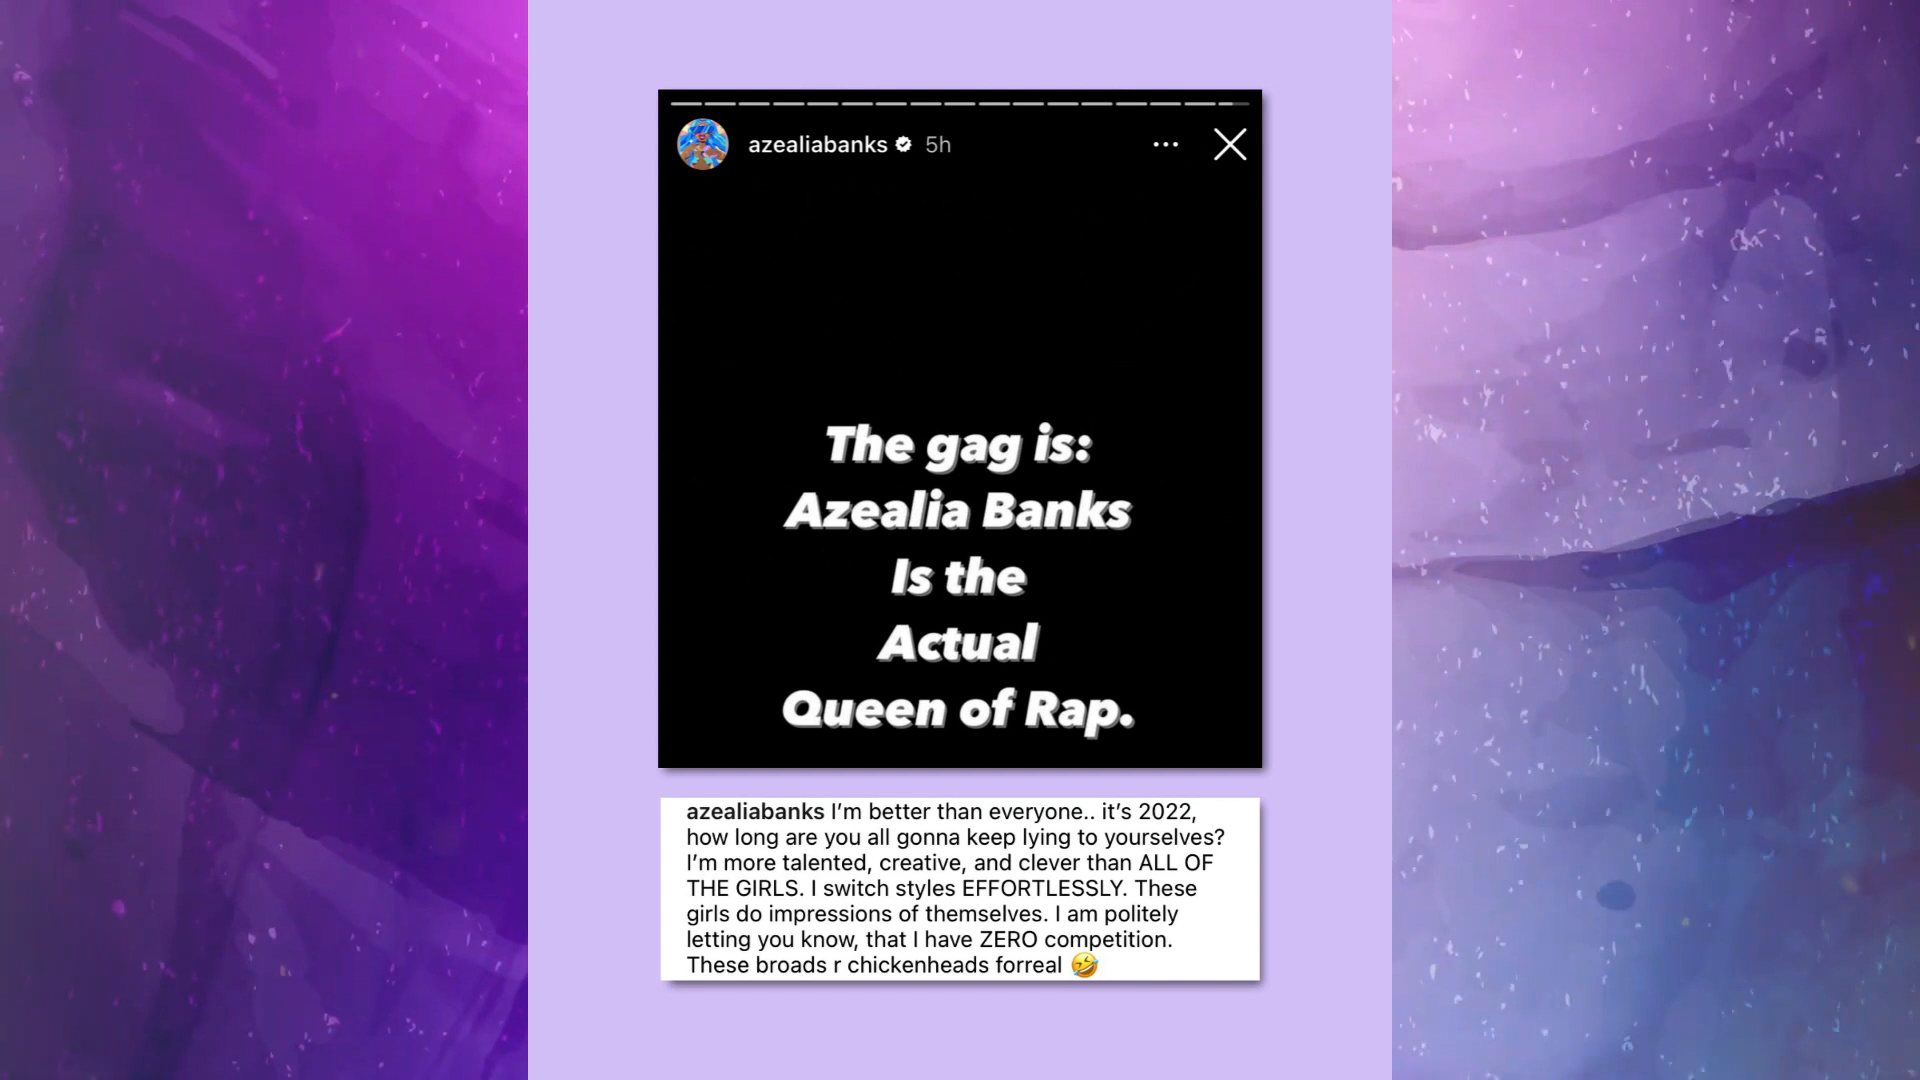 azealiabanks 5h
The gag is:
Azealia Banks
Is the
Actual
Queen of Rap.
azealiabanks I’m better than everyone.. it’s 2022,
how long are you all gonna keep lying to yourselves?
I’m more talented, creative, and clever than ALL OF
THE GIRLS. I switch styles EFFORTLESSLY. These
girls do impressions of themselves. I am politely
letting you know, that I have ZERO competition.
These broads r chickenheads forreal 🤣